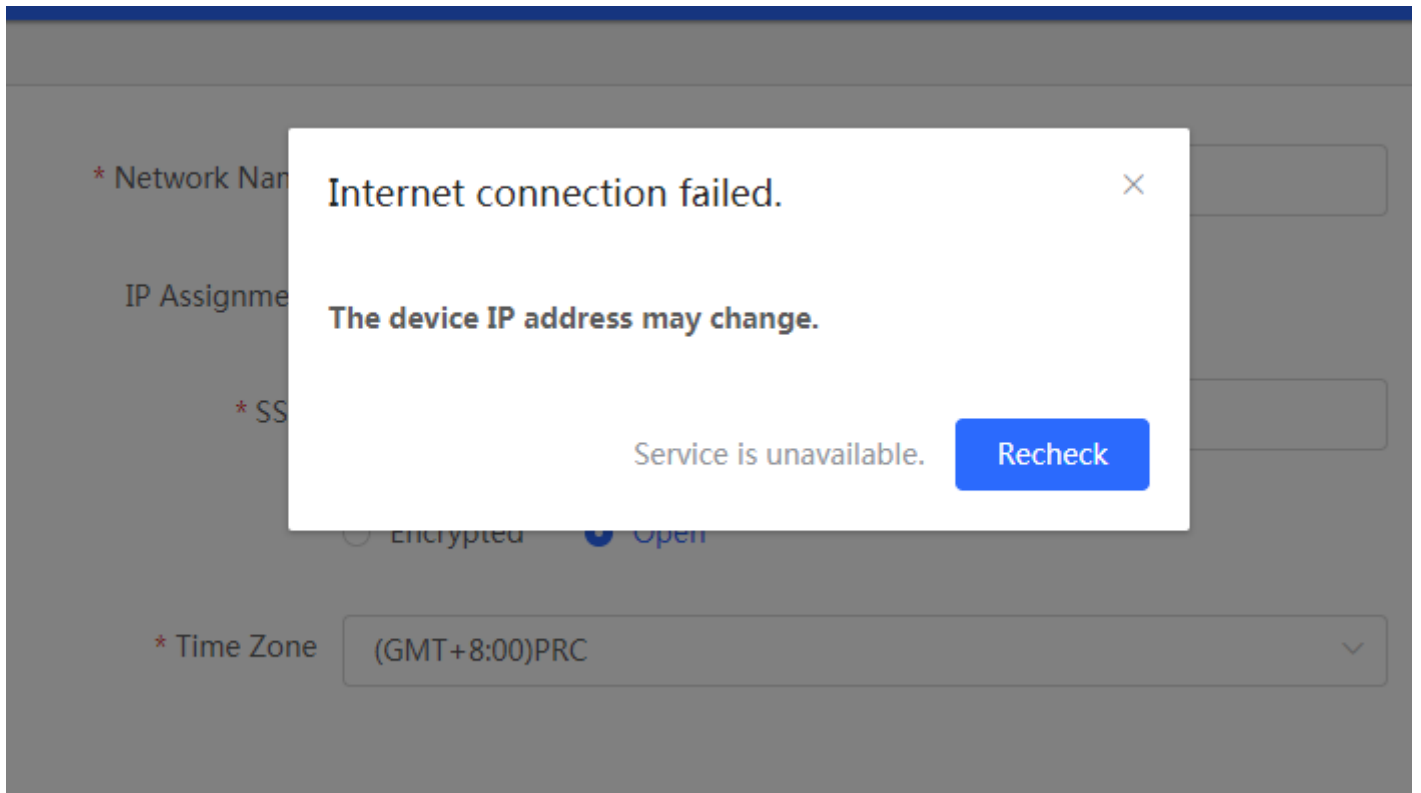 * Network Nam
Internet connection failed.
IP Assignme
The device IP address may change.
* SS
Service is unavailable.
Recheck
Encrypted
Open
* Time Zone
(GMT+8:00)PRC